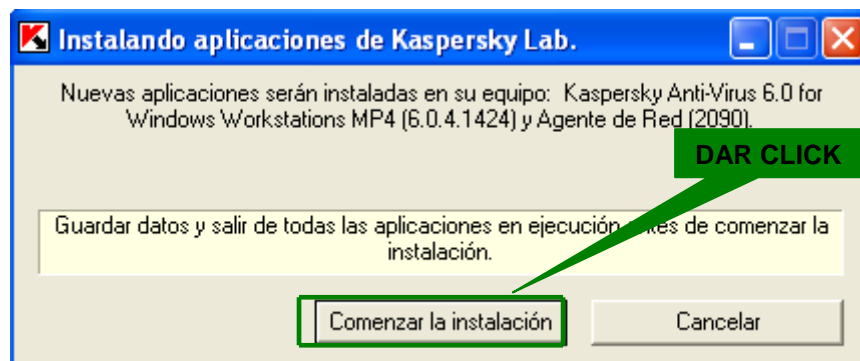 Instalando aplicaciones de Kaspersky Lab.
Nuevas aplicaciones serán instaladas en su equipo: Kaspersky Anti-Virus 6.0 for
Windows Workstations MP4 (6.0.4.1424) y Agente de Red (2090).
DAR CLICK
Guardar datos y salir de todas las aplicaciones en ejecución antes de comenzar la
instalación.
Comenzar la instalación
Cancelar